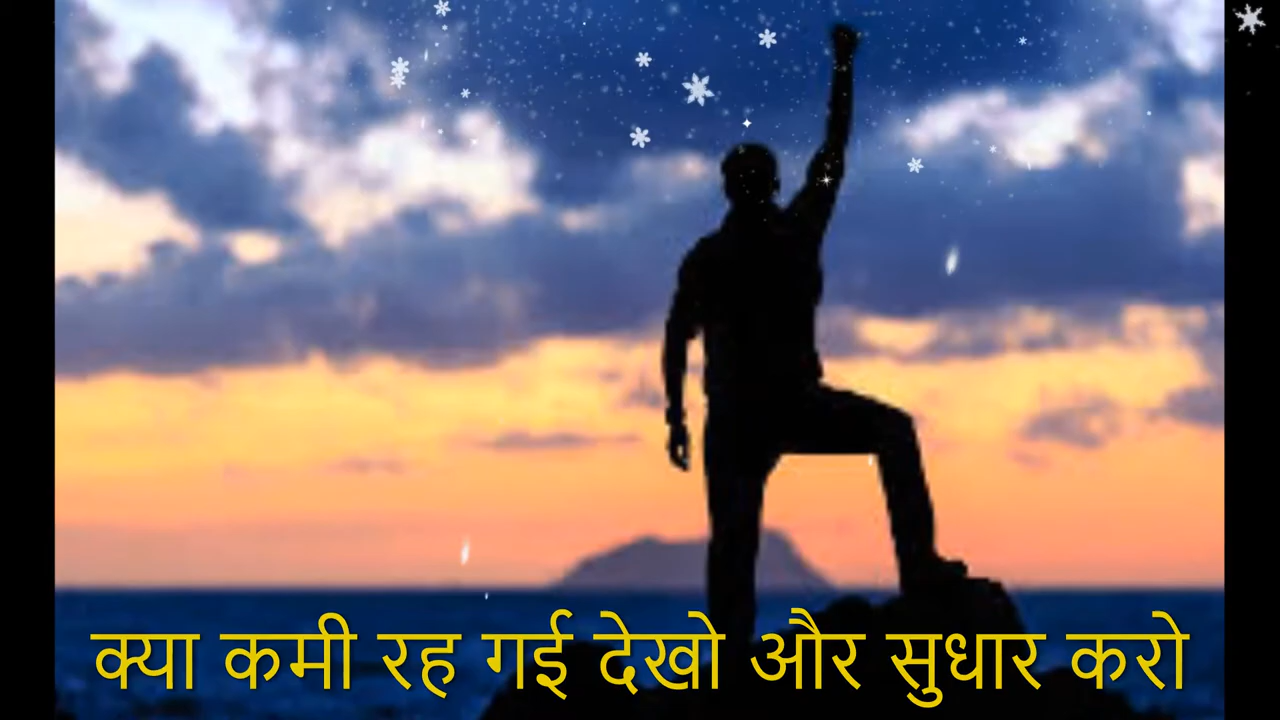 क्या कमी रह गई देखो और सुधार करो